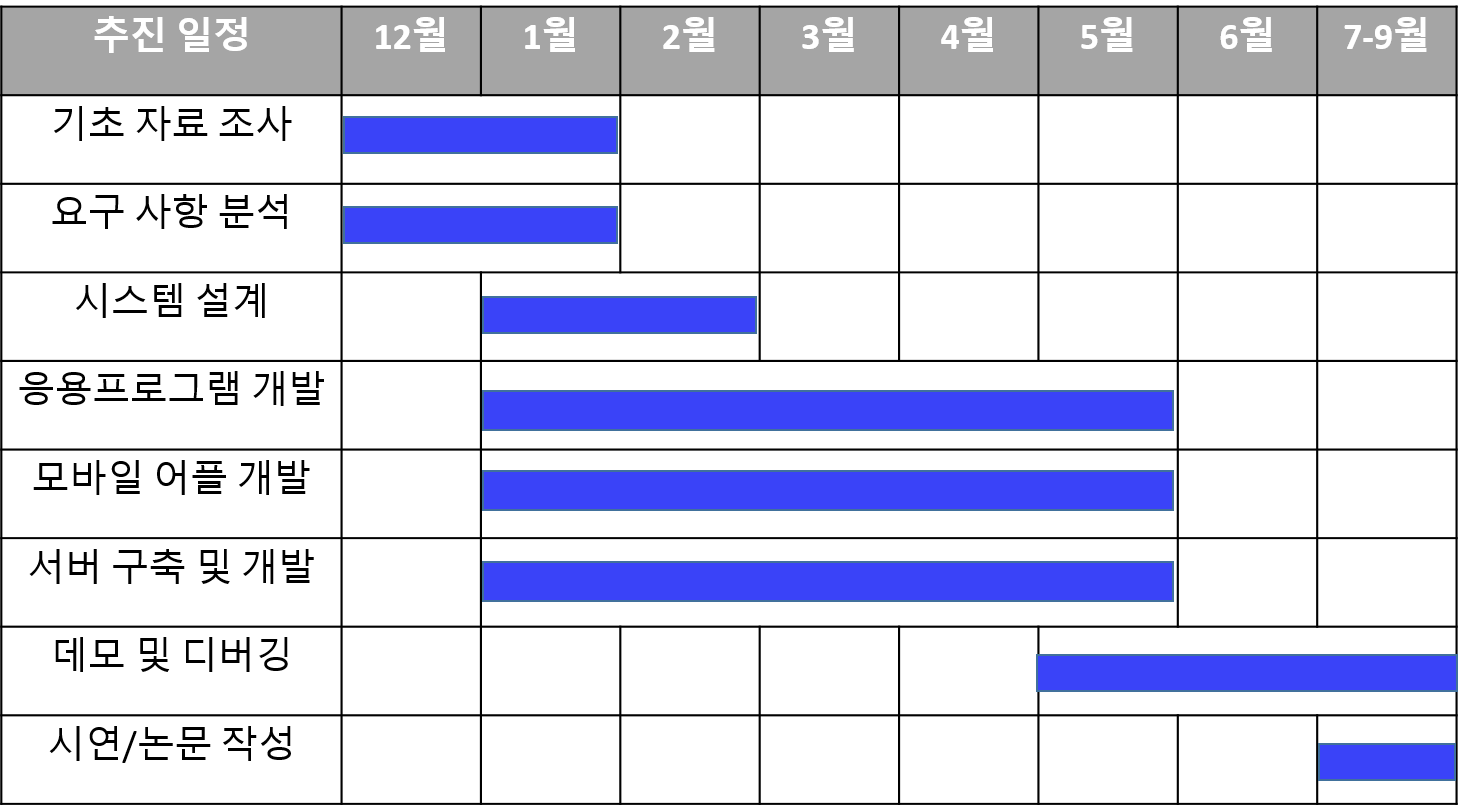 추진 일정 12월 1월 2월 3월 4월 5월 6월 7-9월
기초 자료 조사
요구 사항 분석
시스템 설계
응용프로그램 개발
모바일 어플 개발
서버 구축 및 개발
데모 및 디버깅
시연/논문 작성